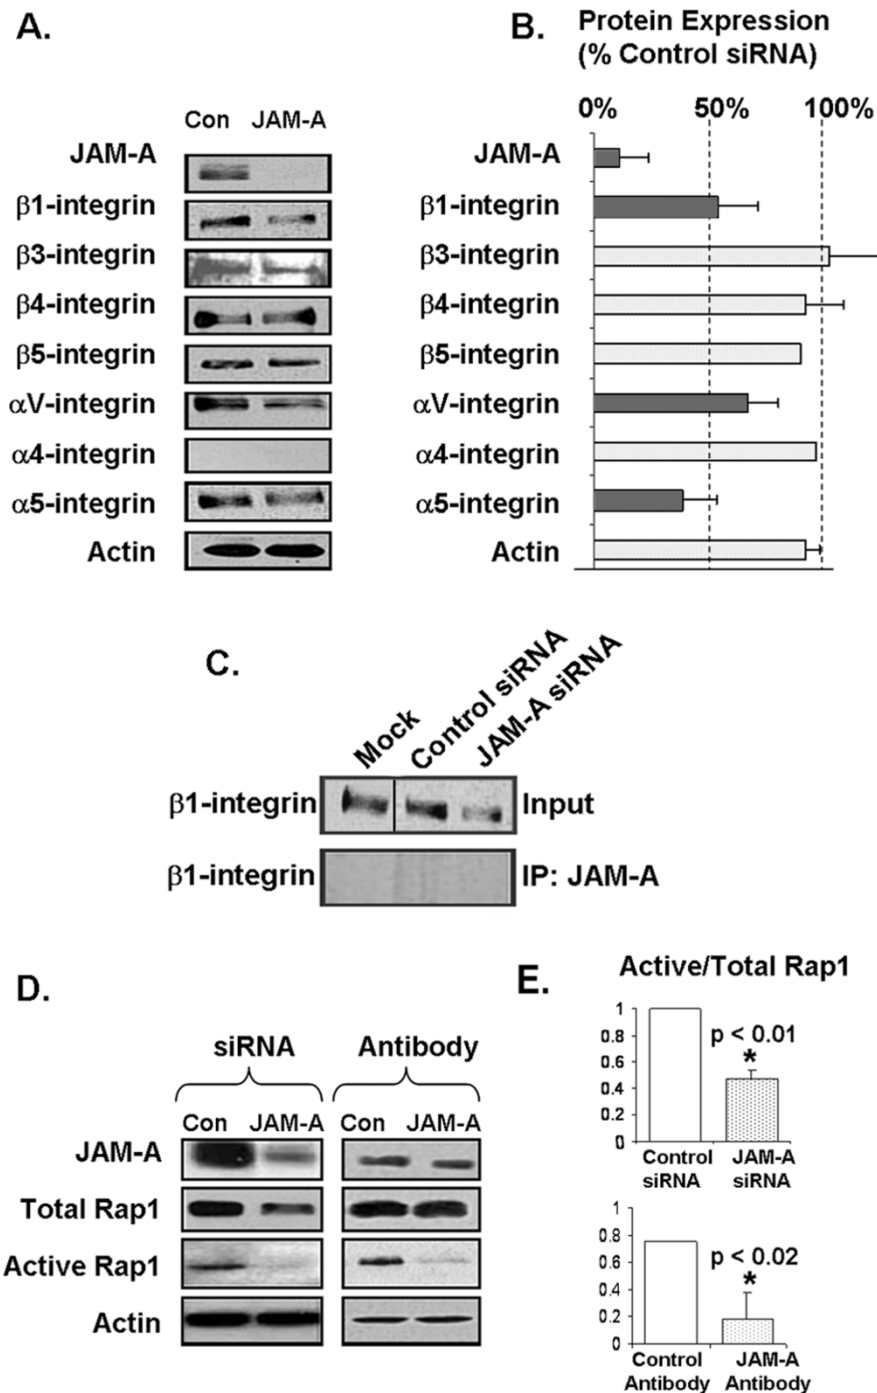 A.
Con JAM-A
JAM-A
β1-integrin
β3-integrin
β4-integrin
β5-integrin
αV-integrin
α4-integrin
α5-integrin
Actin
B.
Protein Expression
(% Control siRNA)
0% 50% 100%
JAM-A
β1-integrin
β3-integrin
β4-integrin
β5-integrin
αV-integrin
α4-integrin
α5-integrin
Actin
C.
Mock
Control siRNA
JAM-A siRNA
β1-integrin Input
β1-integrin IP: JAM-A
D.
siRNA Antibody
Con JAM-A Con JAM-A
JAM-A
Total Rap1
Active Rap1
Actin
E.
Active/Total Rap1
1
0.8
0.6
0.4
0.2
0
p < 0.01
*
Control
siRNA
JAM-A
siRNA
1
0.8
0.6
0.4
0.2
0
p < 0.02
*
Control
Antibody
JAM-A
Antibody